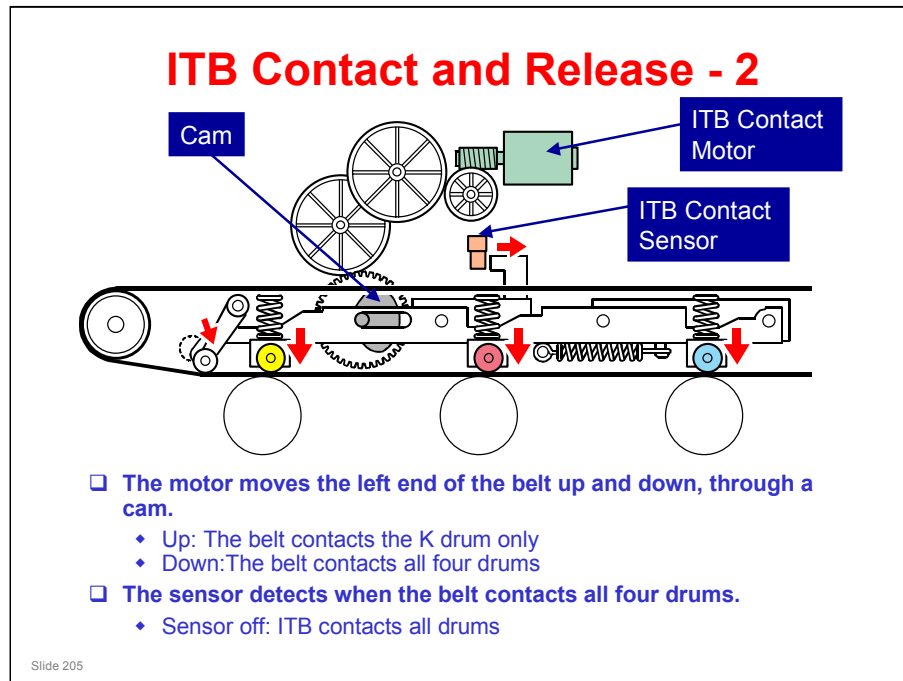 ITB Contact and Release - 2
Cam
ITB Contact
Motor
ITB Contact
Sensor
❑ The motor moves the left end of the belt up and down, through a
cam.
◆ Up: The belt contacts the K drum only
◆ Down:The belt contacts all four drums
❑ The sensor detects when the belt contacts all four drums.
◆ Sensor off: ITB contacts all drums
Slide 205